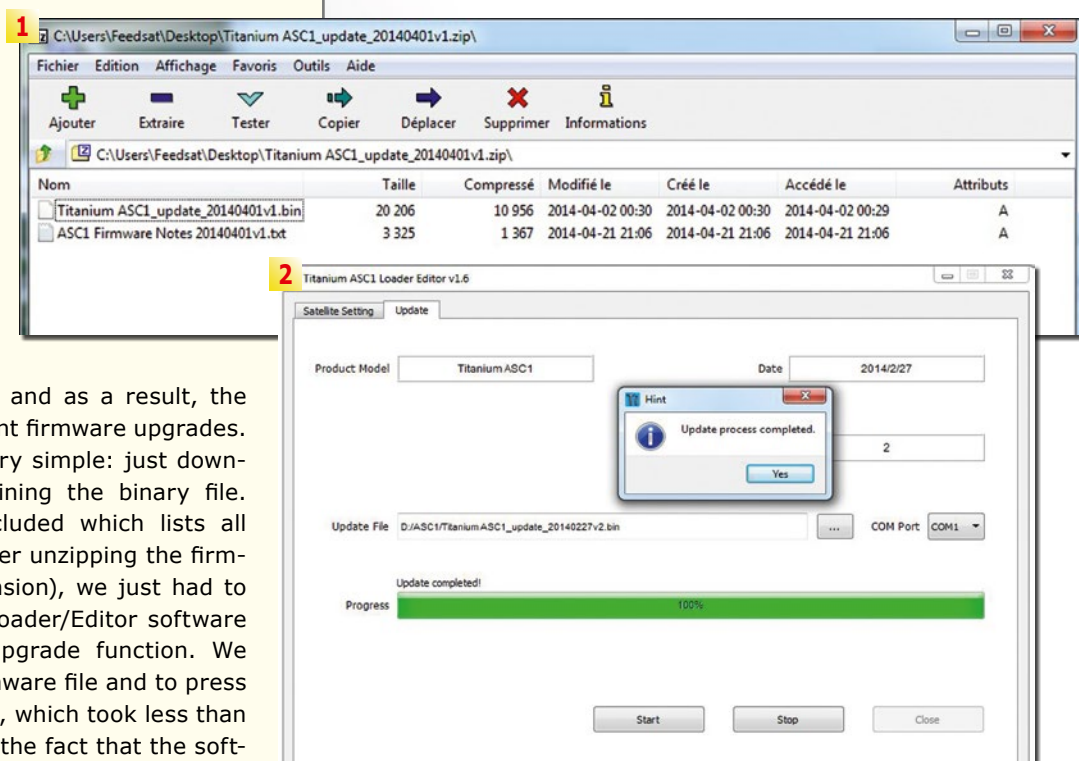 1
C:\Users\Feedsat\Desktop\Titanium ASC1_update_20140401v1.zip\
Fichier Edition Affichage Favoris Outils Aide
Ajouter Extraire Tester Copier Déplacer Supprimer Informations
C:\Users\Feedsat\Desktop\Titanium ASC1_update_20140401v1.zip\
Nom Taille Compressé Modifié le Créé le Accédé le Attributs
Titanium ASC1_update_20140401v1.bin 20 206 10 956 2014-04-02 00:30 2014-04-02 00:30 2014-04-02 00:29 A
ASC1 Firmware Notes 20140401v1.txt 3 325 1 367 2014-04-21 21:06 2014-04-21 21:06 2014-04-21 21:06 A
2
Titanium ASC1 Loader Editor v1.6
Satellite Setting Update
Product Model Titanium ASC1 Date 2014/2/27
Hint
Update process completed.
Yes
2
Update File D:/ASC1/Titanium ASC1_update_20140227v2.bin ... COM Port COM1
Update completed!
Progress 100%
Start Stop Close
and as a result, the
nt firmware upgrades.
ry simple: just down-
ining the binary file.
cluded which lists all
er unzipping the firm-
nsion), we just had to
oader/Editor software
pgrade function. We
ware file and to press
, which took less than
the fact that the soft-